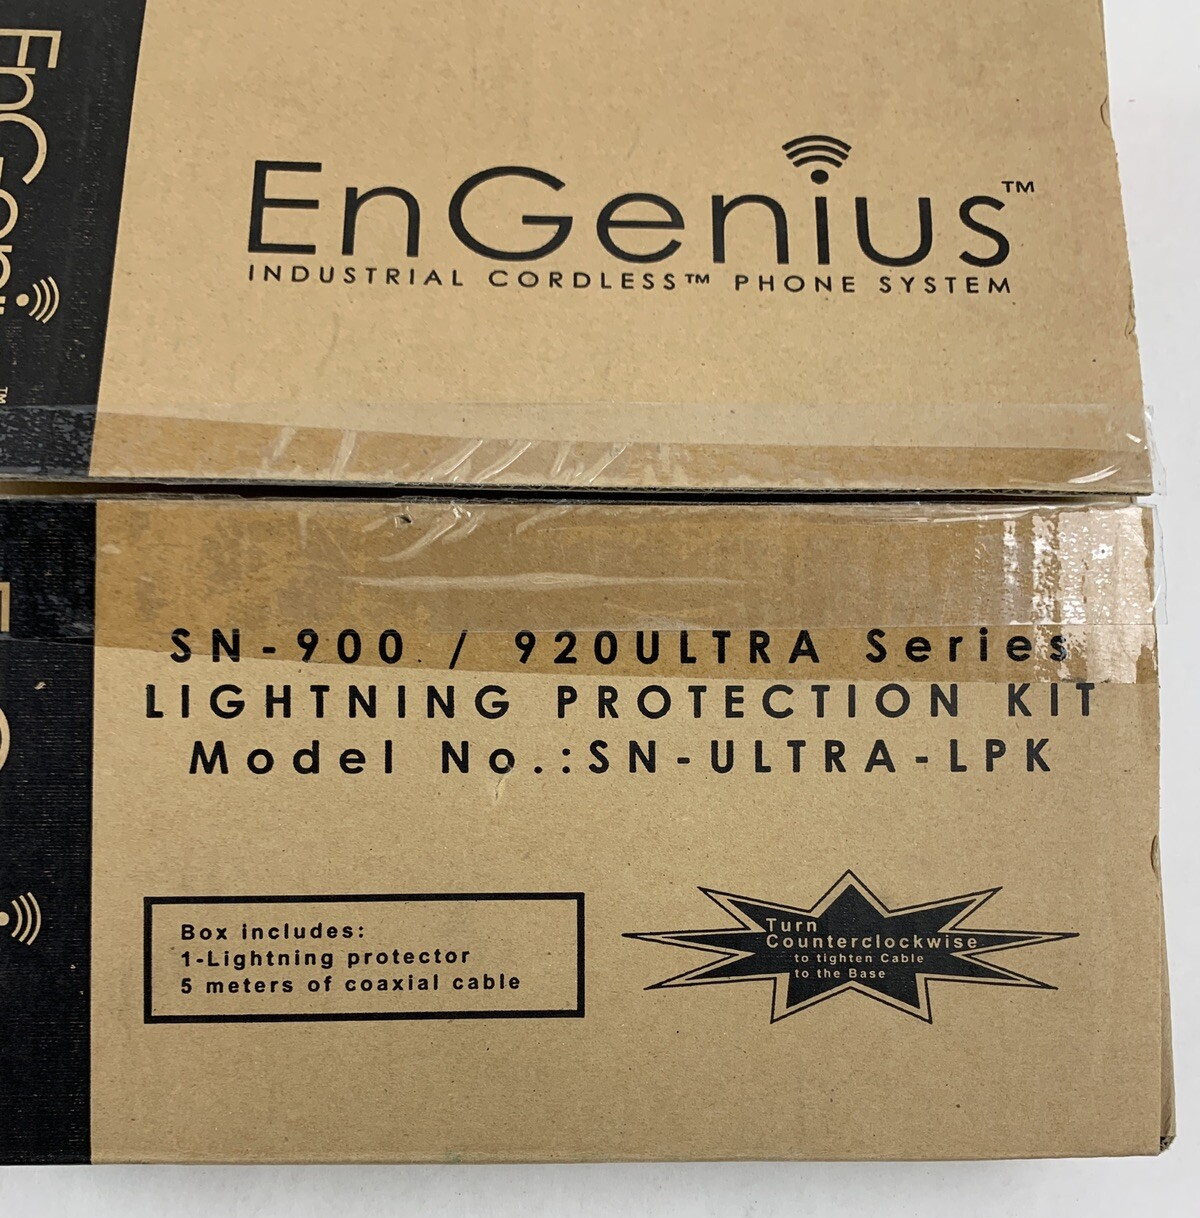 EnGenius™
INDUSTRIAL CORDLESS™ PHONE SYSTEM
SN-900 / 920ULTRA Series
LIGHTNING PROTECTION KIT
Model No.:SN-ULTRA-LPK
Box includes:
1-Lightning protector
5 meters of coaxial cable
Turn
Counterclockwise
to tighten Cable
to the Base